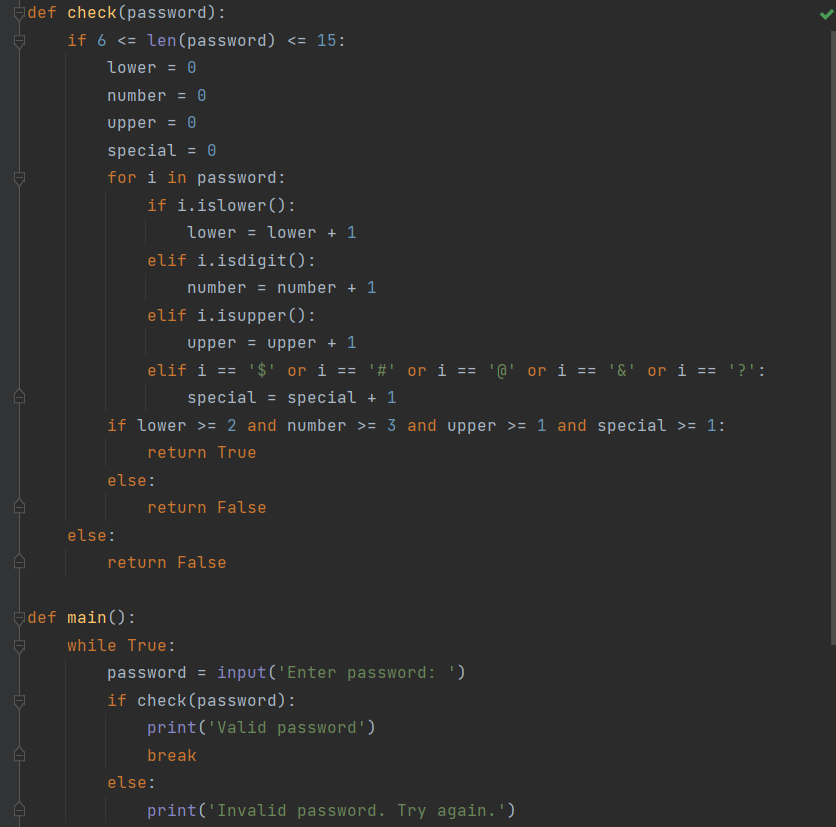 def check(password):
    if 6 <= len(password) <= 15:
        lower = 0
        number = 0
        upper = 0
        special = 0
        for i in password:
            if i.islower():
                lower = lower + 1
            elif i.isdigit():
                number = number + 1
            elif i.isupper():
                upper = upper + 1
            elif i == '$' or i == '#' or i == '@' or i == '&' or i == '?':
                special = special + 1
        if lower >= 2 and number >= 3 and upper >= 1 and special >= 1:
            return True
        else:
            return False
    else:
        return False
def main():
    while True:
        password = input('Enter password: ')
        if check(password):
            print('Valid password')
            break
        else:
            print('Invalid password. Try again.')